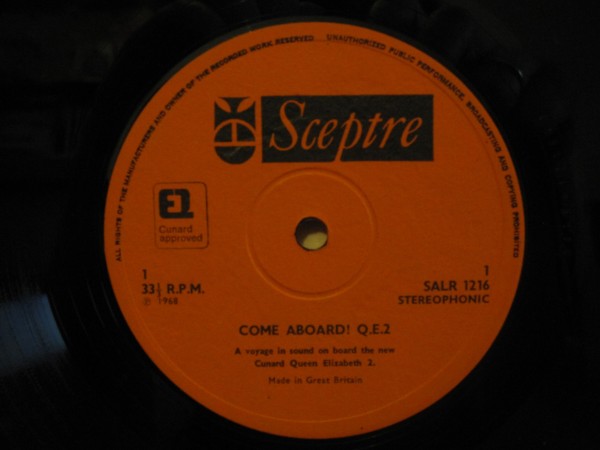 ALL RIGHTS OF THE MANUFACTURERS AND OWNER OF THE RECORDED WORK RESERVED
UNAUTHORIZED PUBLIC PERFORMANCE, BROADCASTING AND COPYING PROHIBITED
Sceptre
Cunard
approved
1
33⅓ R.P.M.
℗ 1968
1
SALR 1216
STEREOPHONIC
COME ABOARD! Q.E.2
A voyage in sound on board the new
Cunard Queen Elizabeth 2.
Made in Great Britain